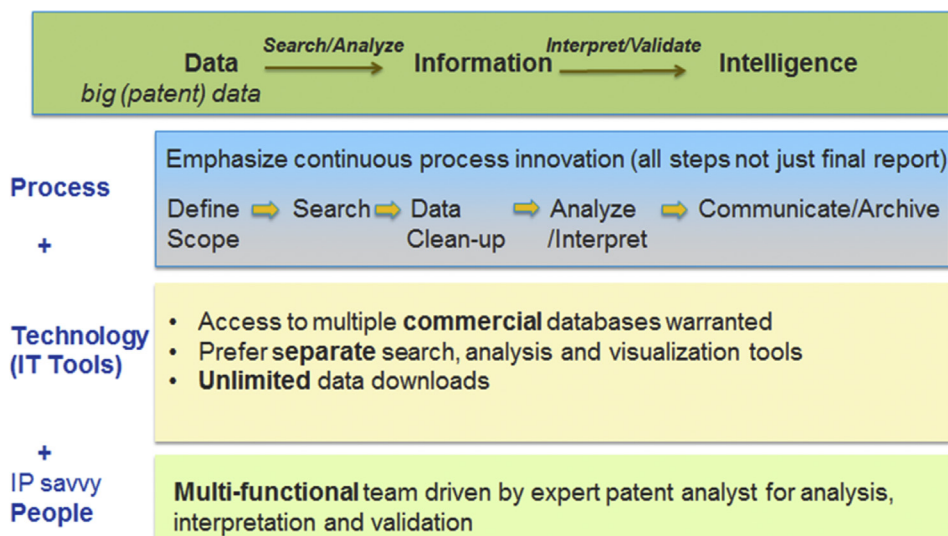 Search/Analyze Interpret/Validate
Data Information Intelligence
big (patent) data
Process
+
Emphasize continuous process innovation (all steps not just final report)
Define Search Data Analyze Communicate/Archive
Scope Clean-up /Interpret
Technology
(IT Tools)
• Access to multiple commercial databases warranted
• Prefer separate search, analysis and visualization tools
• Unlimited data downloads
+
IP savvy
People
Multi-functional team driven by expert patent analyst for analysis,
interpretation and validation